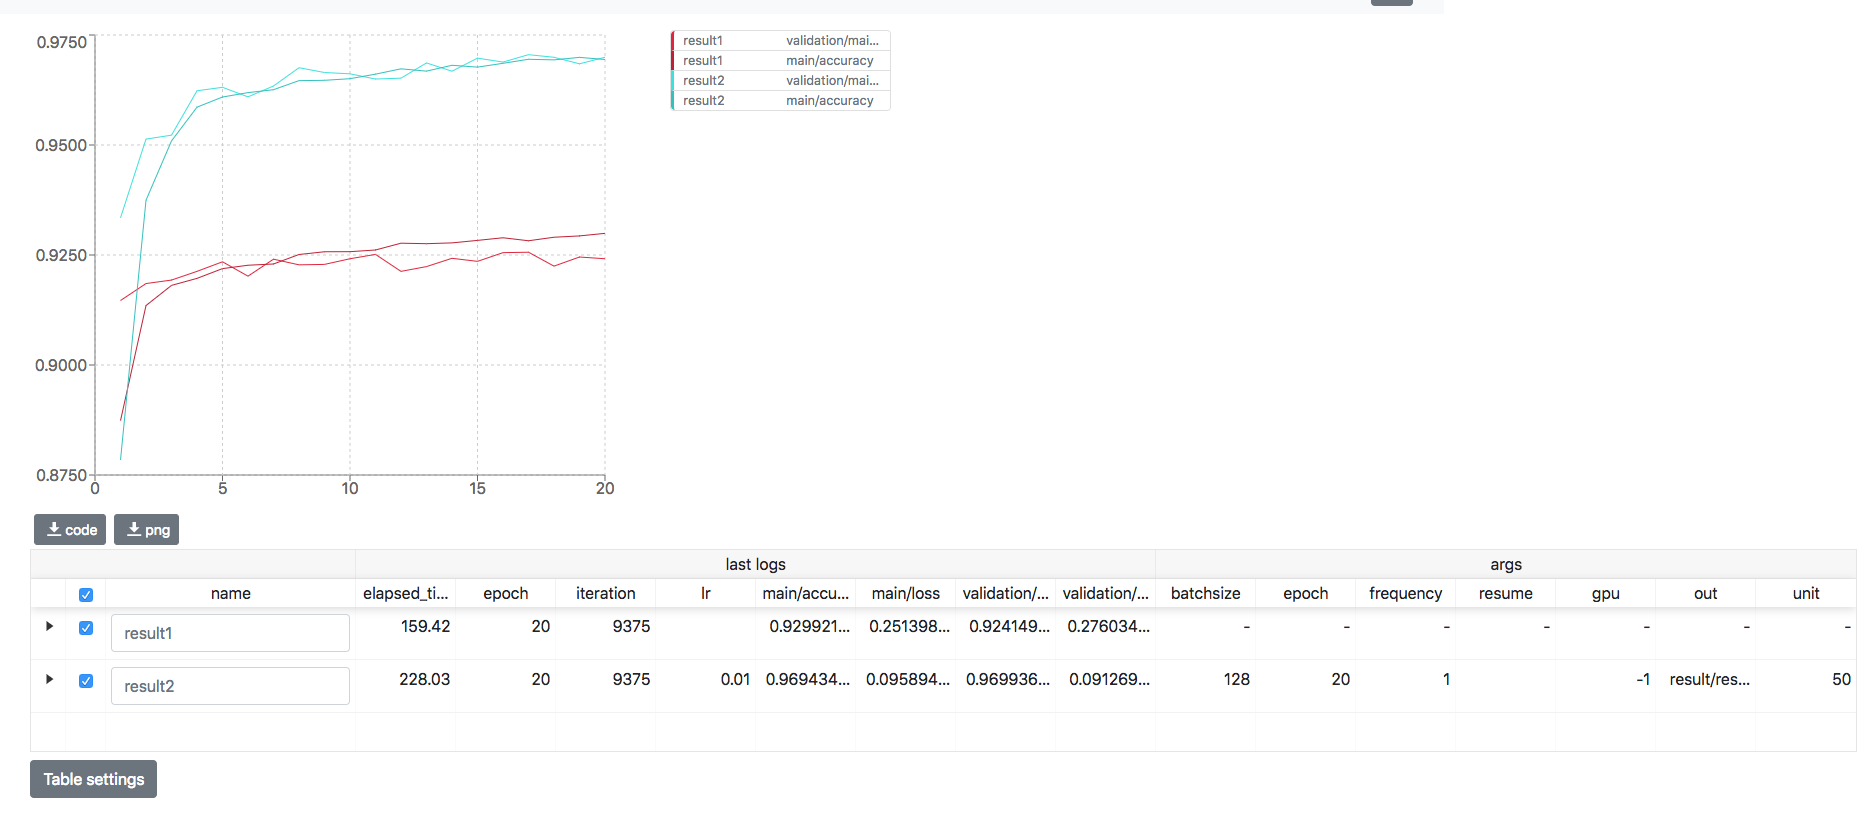 0.9750
0.9500
0.9250
0.9000
0.8750
0 5 10 15 20
result1 validation/mai...
result1 main/accuracy
result2 validation/mai...
result2 main/accuracy
code png
last logs args
name elapsed_ti... epoch iteration lr main/accu... main/loss validation/... validation/... batchsize epoch frequency resume gpu out unit
result1 159.42 20 9375 0.929921... 0.251398... 0.924149... 0.276034... - - - - - - -
result2 228.03 20 9375 0.01 0.969434... 0.095894... 0.969936... 0.091269... 128 20 1 -1 result/res... 50
Table settings